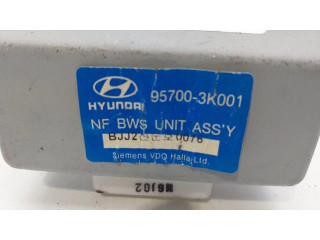 HYUNDAI
95700-3K001
NF BWS UNIT ASS'Y
Siemens VDO Halla Ltd.